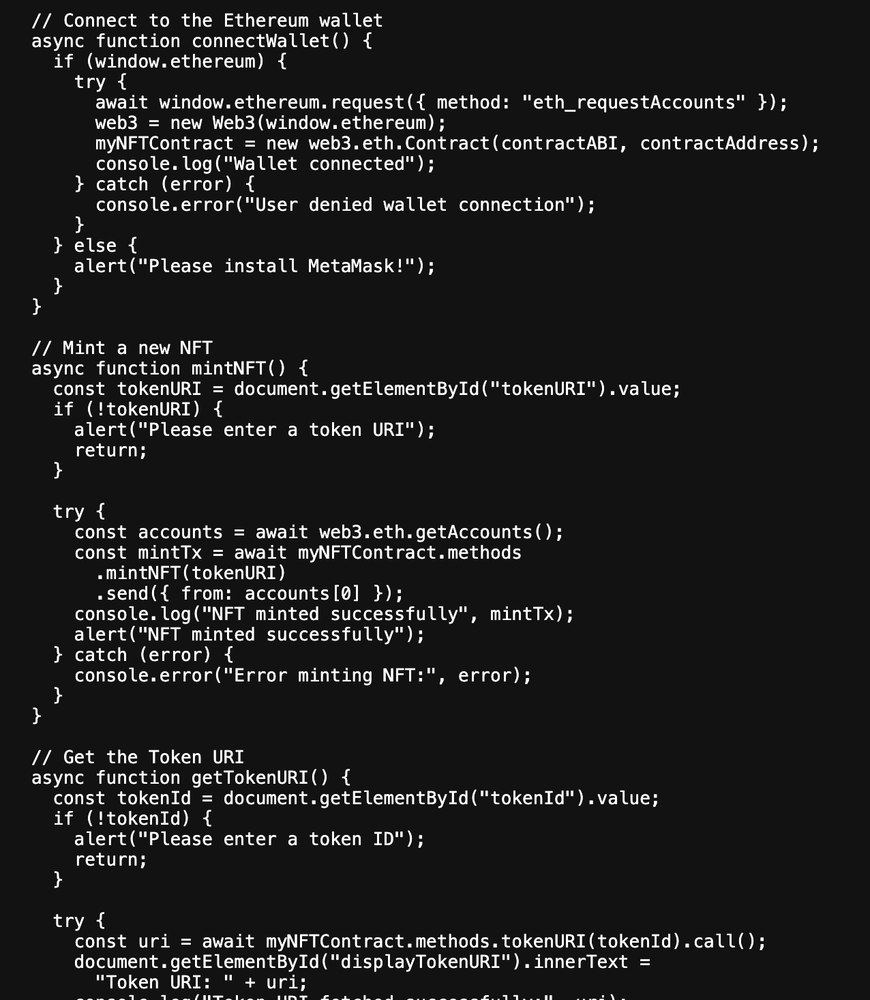 // Connect to the Ethereum wallet
async function connectWallet() {
  if (window.ethereum) {
    try {
      await window.ethereum.request({ method: "eth_requestAccounts" });
      web3 = new Web3(window.ethereum);
      myNFTContract = new web3.eth.Contract(contractABI, contractAddress);
      console.log("Wallet connected");
    } catch (error) {
      console.error("User denied wallet connection");
    }
  } else {
    alert("Please install MetaMask!");
  }
}

// Mint a new NFT
async function mintNFT() {
  const tokenURI = document.getElementById("tokenURI").value;
  if (!tokenURI) {
    alert("Please enter a token URI");
    return;
  }

  try {
    const accounts = await web3.eth.getAccounts();
    const mintTx = await myNFTContract.methods
      .mintNFT(tokenURI)
      .send({ from: accounts[0] });
    console.log("NFT minted successfully", mintTx);
    alert("NFT minted successfully");
  } catch (error) {
    console.error("Error minting NFT:", error);
  }
}

// Get the Token URI
async function getTokenURI() {
  const tokenId = document.getElementById("tokenId").value;
  if (!tokenId) {
    alert("Please enter a token ID");
    return;
  }

  try {
    const uri = await myNFTContract.methods.tokenURI(tokenId).call();
    document.getElementById("displayTokenURI").innerText =
      "Token URI: " + uri;
    console.log("Token URI fetched successfully:", uri);